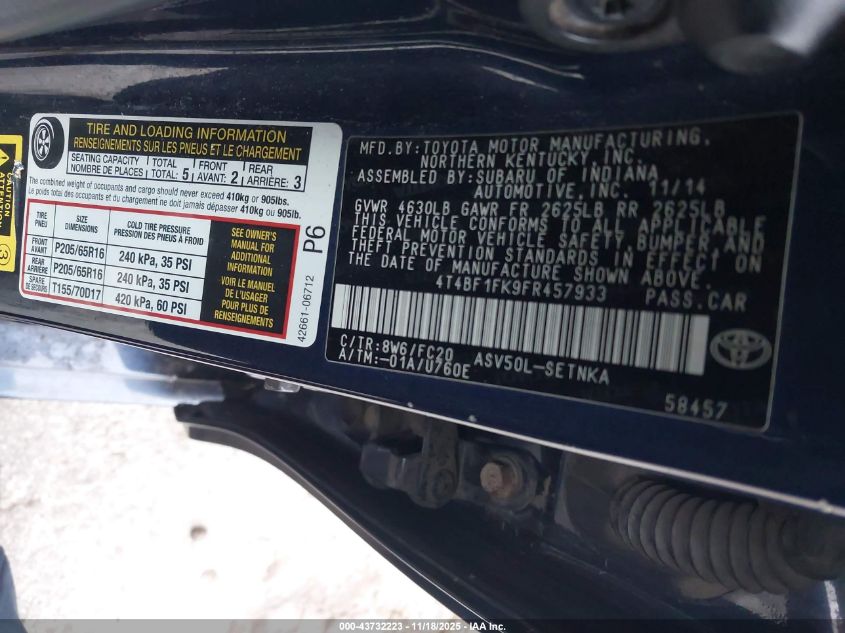 CAUTION
ATTENTION
TIRE AND LOADING INFORMATION
RENSEIGNEMENTS SUR LES PNEUS ET LE CHARGEMENT
SEATING CAPACITY TOTAL 5 FRONT 2 REAR 3
NOMBRE DE PLACES TOTAL: AVANT: ARRIÈRE:
The combined weight of occupants and cargo should never exceed 410kg or 905lbs.
Le poids total des occupants et du chargement ne doit jamais dépasser 410kg ou 905lb.
TIRE PNEU SIZE DIMENSIONS COLD TIRE PRESSURE PRESSION DES PNEUS À FROID
FRONT AVANT P205/65R16 240 kPa, 35 PSI
REAR ARRIÈRE P205/65R16 240 kPa, 35 PSI
SPARE DE SECOURS T155/70D17 420 kPa, 60 PSI
SEE OWNER'S
MANUAL FOR
ADDITIONAL
INFORMATION
VOIR LE MANUEL
DE L'USAGER
POUR PLUS DE
RENSEIGNEMENTS
P6
42661-06712
MFD.BY:TOYOTA MOTOR MANUFACTURING,
NORTHERN KENTUCKY,INC.
ASSEMBLED BY:SUBARU OF INDIANA
AUTOMOTIVE,INC. 11/14
GVWR 4630LB GAWR FR 2625LB RR 2625LB
THIS VEHICLE CONFORMS TO ALL APPLICABLE
FEDERAL MOTOR VEHICLE SAFETY,BUMPER,AND
THEFT PREVENTION STANDARDS IN EFFECT ON
THE DATE OF MANUFACTURE SHOWN ABOVE.
4T4BF1FK9FR457933 PASS.CAR
C/TR:8W6/FC20 ASV50L-SETNKA
A/TM:-01A/U760E
58457
000-43732223 - 11/18/2025 - IAA Inc.